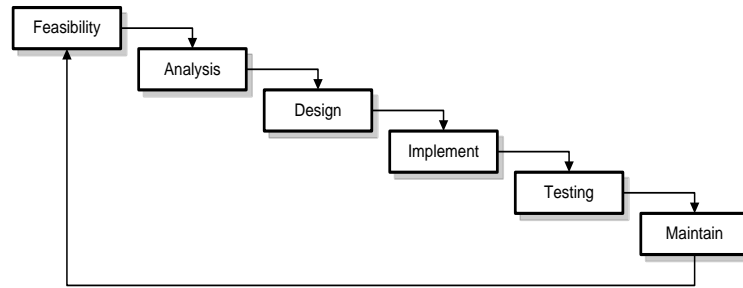 Feasibility
Analysis
Design
Implement
Testing
Maintain